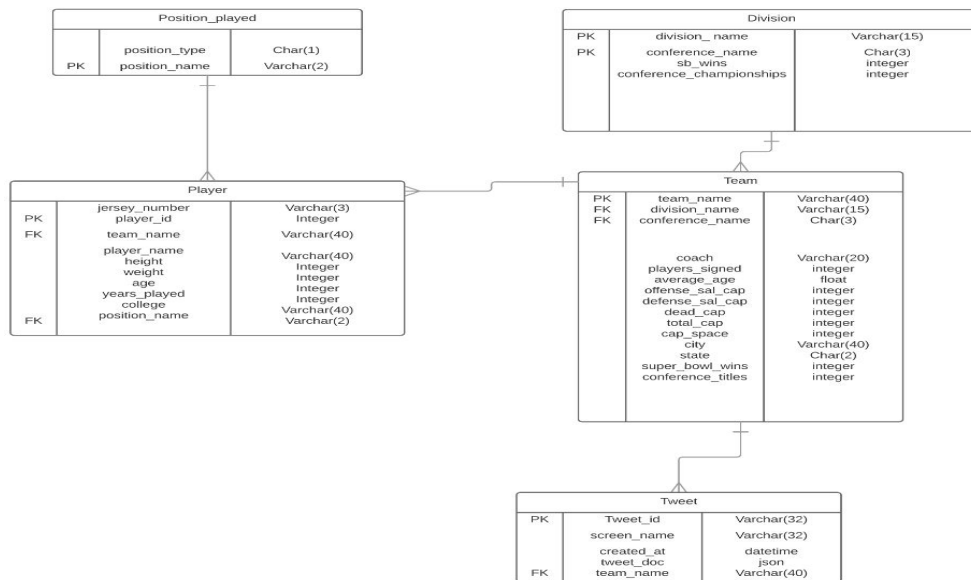 Position_played
position_type Char(1)
PK position_name Varchar(2)
Division
PK division_ name Varchar(15)
PK conference_name Char(3)
sb_wins integer
conference_championships integer
Player
jersey_number Varchar(3)
PK player_id Integer
FK team_name Varchar(40)
player_name Varchar(40)
height Integer
weight Integer
age Integer
years_played Integer
college Varchar(40)
FK position_name Varchar(2)
Team
PK team_name Varchar(40)
FK division_name Varchar(15)
FK conference_name Char(3)
coach Varchar(20)
players_signed integer
average_age float
offense_sal_cap integer
defense_sal_cap integer
dead_cap integer
total_cap integer
cap_space integer
city Varchar(40)
state Char(2)
super_bowl_wins integer
conference_titles integer
Tweet
PK Tweet_id Varchar(32)
screen_name Varchar(32)
created_at datetime
tweet_doc json
FK team_name Varchar(40)